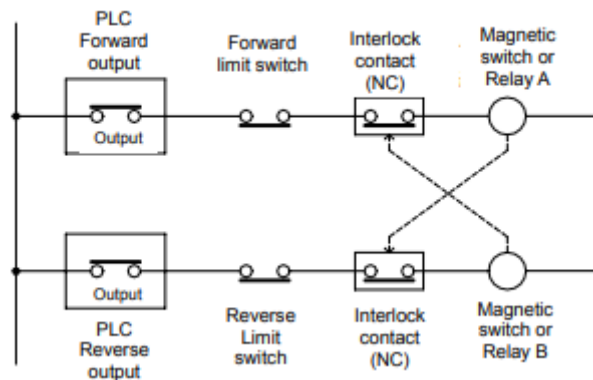 PLC
Forward
output
Forward
limit switch
Interlock
contact
(NC)
Magnetic
switch or
Relay A
Output
Output
PLC
Reverse
output
Reverse
Limit
switch
Interlock
contact
(NC)
Magnetic
switch or
Relay B